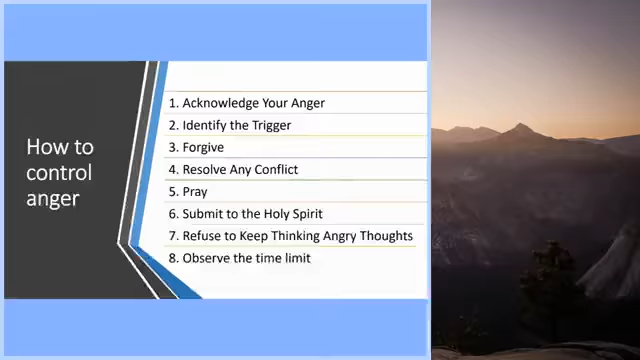 How to
control
anger
1. Acknowledge Your Anger
2. Identify the Trigger
3. Forgive
4. Resolve Any Conflict
5. Pray
6. Submit to the Holy Spirit
7. Refuse to Keep Thinking Angry Thoughts
8. Observe the time limit